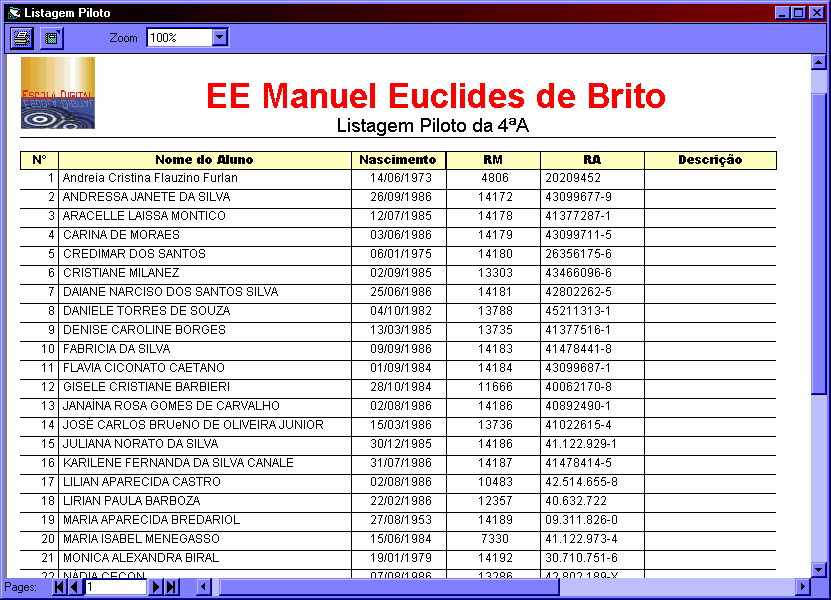 Listagem Piloto
Zoom 100%
ESCOLA DIGITAL
EE Manuel Euclides de Brito
Listagem Piloto da 4ªA
N° Nome do Aluno Nascimento RM RA Descrição
1 Andreia Cristina Flauzino Furlan 14/06/1973 4806 20209452
2 ANDRESSA JANETE DA SILVA 26/09/1986 14172 43099677-9
3 ARACELLE LAISSA MONTICO 12/07/1985 14178 41377287-1
4 CARINA DE MORAES 03/06/1986 14179 43099711-5
5 CREDIMAR DOS SANTOS 06/01/1975 14180 26356175-6
6 CRISTIANE MILANEZ 02/09/1985 13303 43466096-6
7 DAIANE NARCISO DOS SANTOS SILVA 25/06/1986 14181 42802262-5
8 DANIELE TORRES DE SOUZA 04/10/1982 13788 45211313-1
9 DENISE CAROLINE BORGES 13/03/1985 13735 41377516-1
10 FABRICIA DA SILVA 09/09/1986 14183 41478441-8
11 FLAVIA CICONATO CAETANO 01/09/1984 14184 43099687-1
12 GISELE CRISTIANE BARBIERI 28/10/1984 11666 40062170-8
13 JANAÍNA ROSA GOMES DE CARVALHO 02/08/1986 14186 40892490-1
14 JOSÉ CARLOS BRUeNO DE OLIVEIRA JUNIOR 15/03/1986 13736 41022615-4
15 JULIANA NORATO DA SILVA 30/12/1985 14186 41.122.929-1
16 KARILENE FERNANDA DA SILVA CANALE 31/07/1986 14187 41478414-5
17 LILIAN APARECIDA CASTRO 02/08/1986 10483 42.514.655-8
18 LIRIAN PAULA BARBOZA 22/02/1986 12357 40.632.722
19 MARIA APARECIDA BREDARIOL 27/08/1953 14189 09.311.826-0
20 MARIA ISABEL MENEGASSO 15/06/1984 7330 41.122.973-4
21 MONICA ALEXANDRA BIRAL 19/01/1979 14192 30.710.751-6
22 NÁDIA CECON 07/08/1986 13286 42.802.189-X
Pages: 1